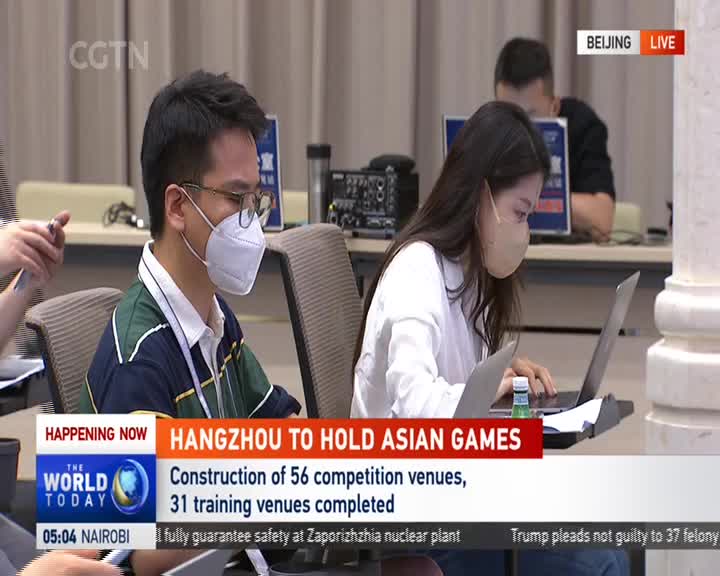 CGTN
BEIJING LIVE
HAPPENING NOW
HANGZHOU TO HOLD ASIAN GAMES
THE
WORLD
TODAY
Construction of 56 competition venues,
31 training venues completed
05:04 NAIROBI
fully guarantee safety at Zaporizhzhia nuclear plant Trump pleads not guilty to 37 felony